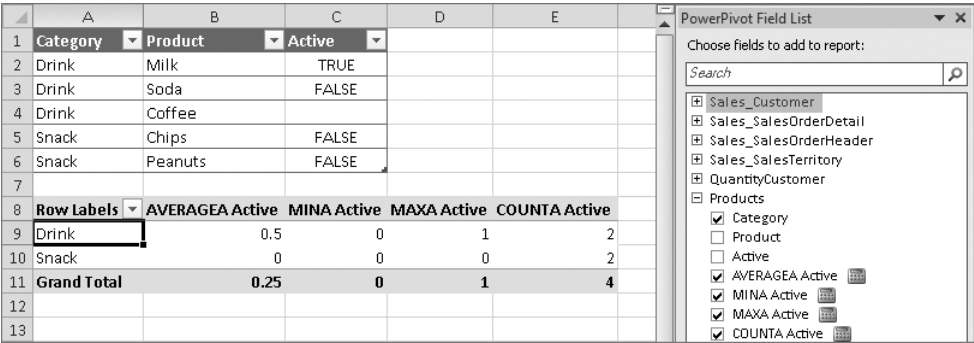 A B C D E
1 Category Product Active
2 Drink Milk TRUE
3 Drink Soda FALSE
4 Drink Coffee
5 Snack Chips FALSE
6 Snack Peanuts FALSE
7
8 Row Labels AVERAGEA Active MINA Active MAXA Active COUNTA Active
9 Drink 0.5 0 1 2
10 Snack 0 0 0 2
11 Grand Total 0.25 0 1 4
12
13
PowerPivot Field List
Choose fields to add to report:
Search
Sales_Customer
Sales_SalesOrderDetail
Sales_SalesOrderHeader
Sales_SalesTerritory
QuantityCustomer
Products
Category
Product
Active
AVERAGEA Active
MINA Active
MAXA Active
COUNTA Active